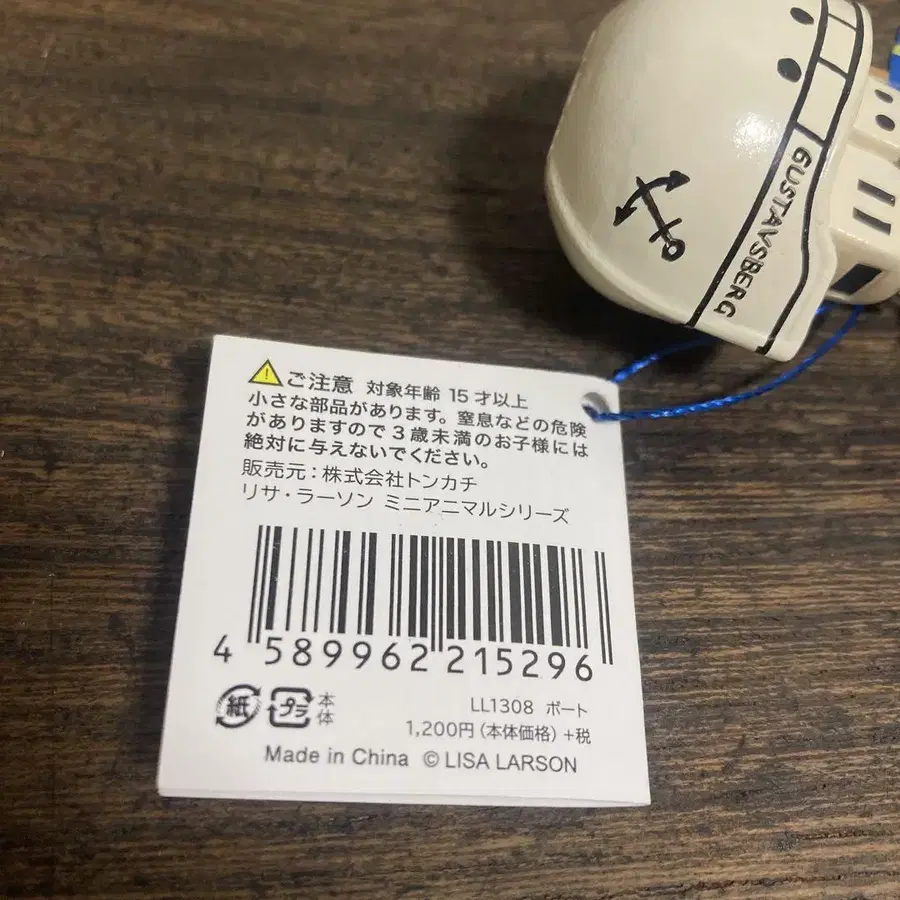 GUSTAVSBERG
ご注意 対象年齢 15才以上
小さな部品があります。窒息などの危険
がありますので3歳未満のお子様には
絶対に与えないでください。
販売元：株式会社トンカチ
リサ・ラーソン ミニアニマルシリーズ
4 589962 215296
紙 プラ 本体
LL1308 ボート
1,200円（本体価格）+税
Made in China © LISA LARSON